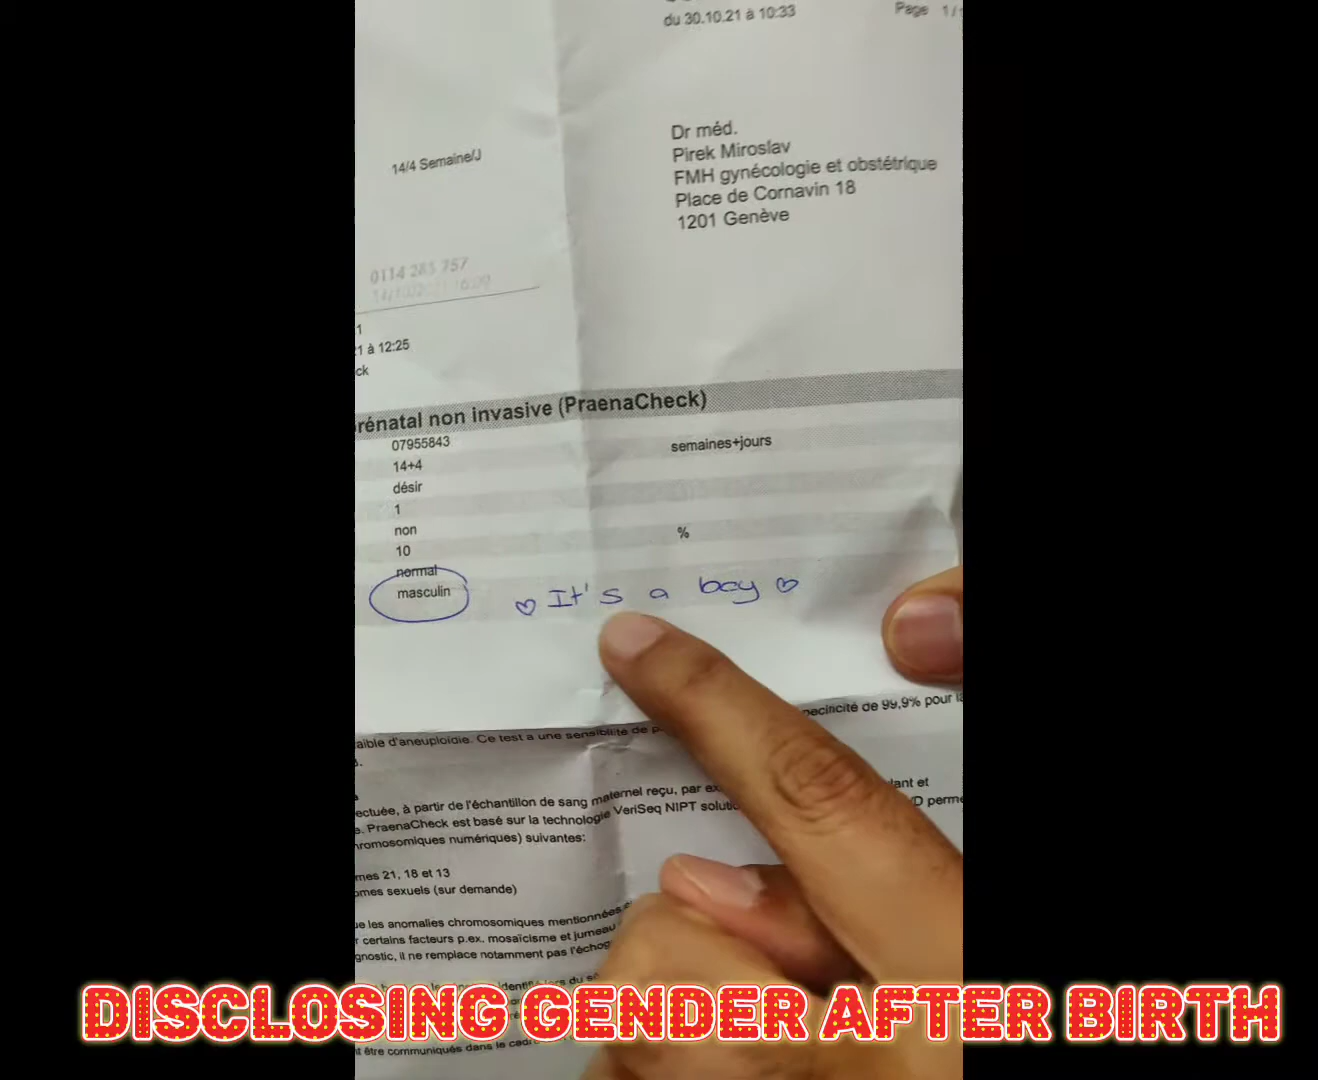 du 30.10.21 à 10:33
Page 1/
Dr méd.
Pirek Miroslav
FMH gynécologie et obstétrique
Place de Cornavin 18
1201 Genève
14/4 Semaine/J
0114 285 757
1
1 à 12:25
ck
rénatal non invasive (PraenaCheck)
07955843
14+4 semaines+jours
désir
1
non
10 %
normal
masculin
♡ It's a boy ♡
de 99,9% pour la
aible d'aneuploïdie. Ce test a une sensibilité de
ectuée, à partir de l'échantillon de sang maternel reçu, par ex
lant et
e. PraenaCheck est basé sur la technologie VeriSeq NIPT
D perme
romosomiques numériques) suivantes:
mes 21, 18 et 13
omes sexuels (sur demande)
ue les anomalies chromosomiques mentionnées
r certains facteurs p.ex. mosaïcisme et jumeau
gnostic, il ne remplace notamment pas l'échog
t être communiqués dans le
DISCLOSING GENDER AFTER BIRTH